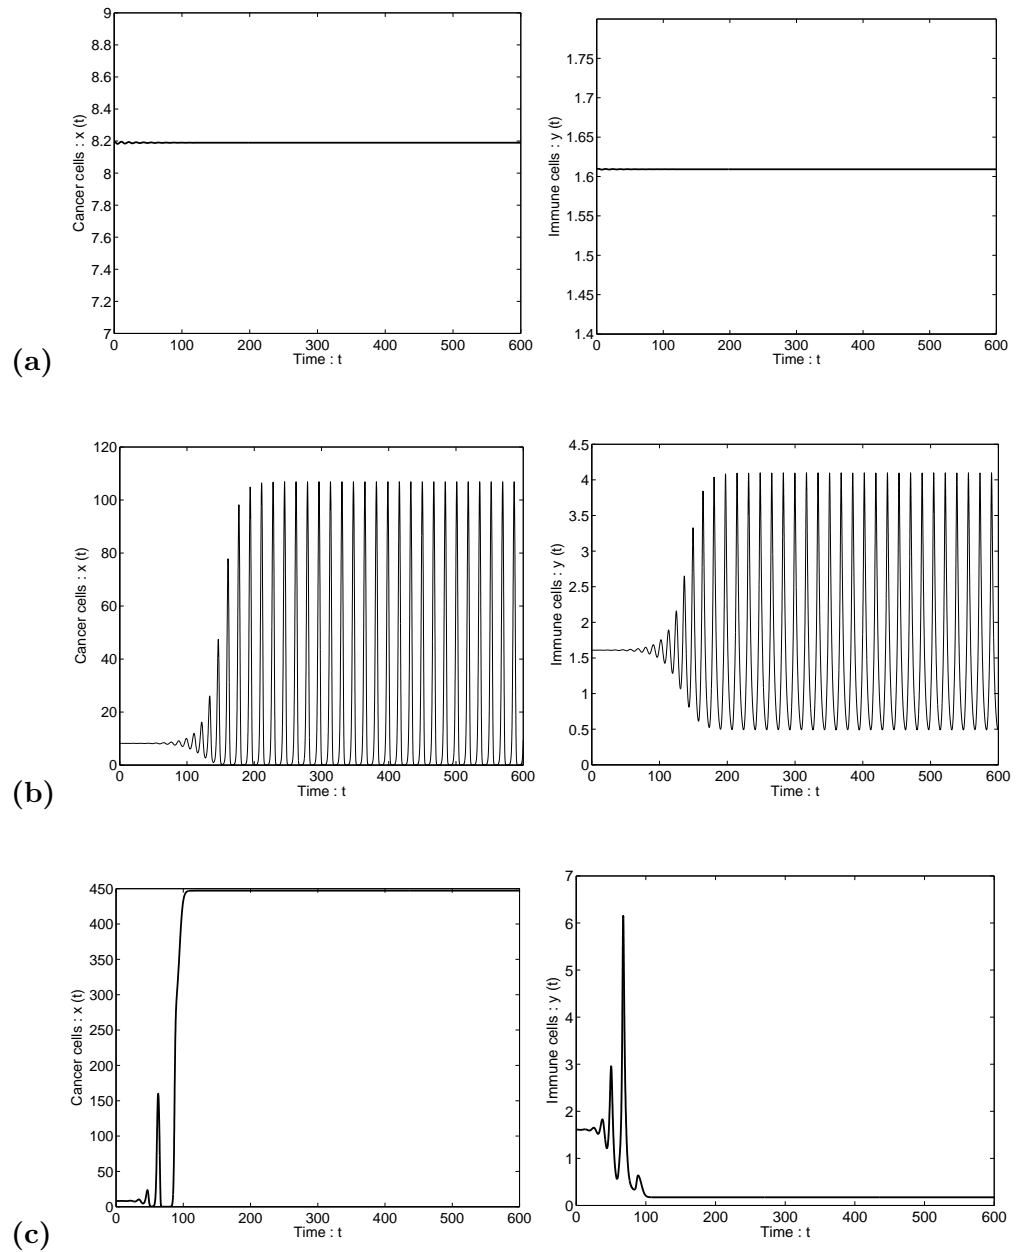 9
8.8
8.6
8.4
8.2
8
7.8
7.6
7.4
7.2
7
Cancer cells : x (t)
0 100 200 300 400 500 600
Time : t
1.75
1.7
1.65
1.6
1.55
1.5
1.45
1.4
Immune cells : y (t)
0 100 200 300 400 500 600
Time : t
(a)
120
100
80
60
40
20
0
Cancer cells : x (t)
0 100 200 300 400 500 600
Time : t
4.5
4
3.5
3
2.5
2
1.5
1
0.5
0
Immune cells : y (t)
0 100 200 300 400 500 600
Time : t
(b)
450
400
350
300
250
200
150
100
50
0
Cancer cells : x (t)
0 100 200 300 400 500 600
Time : t
7
6
5
4
3
2
1
0
Immune cells : y (t)
0 100 200 300 400 500 600
Time : t
(c)